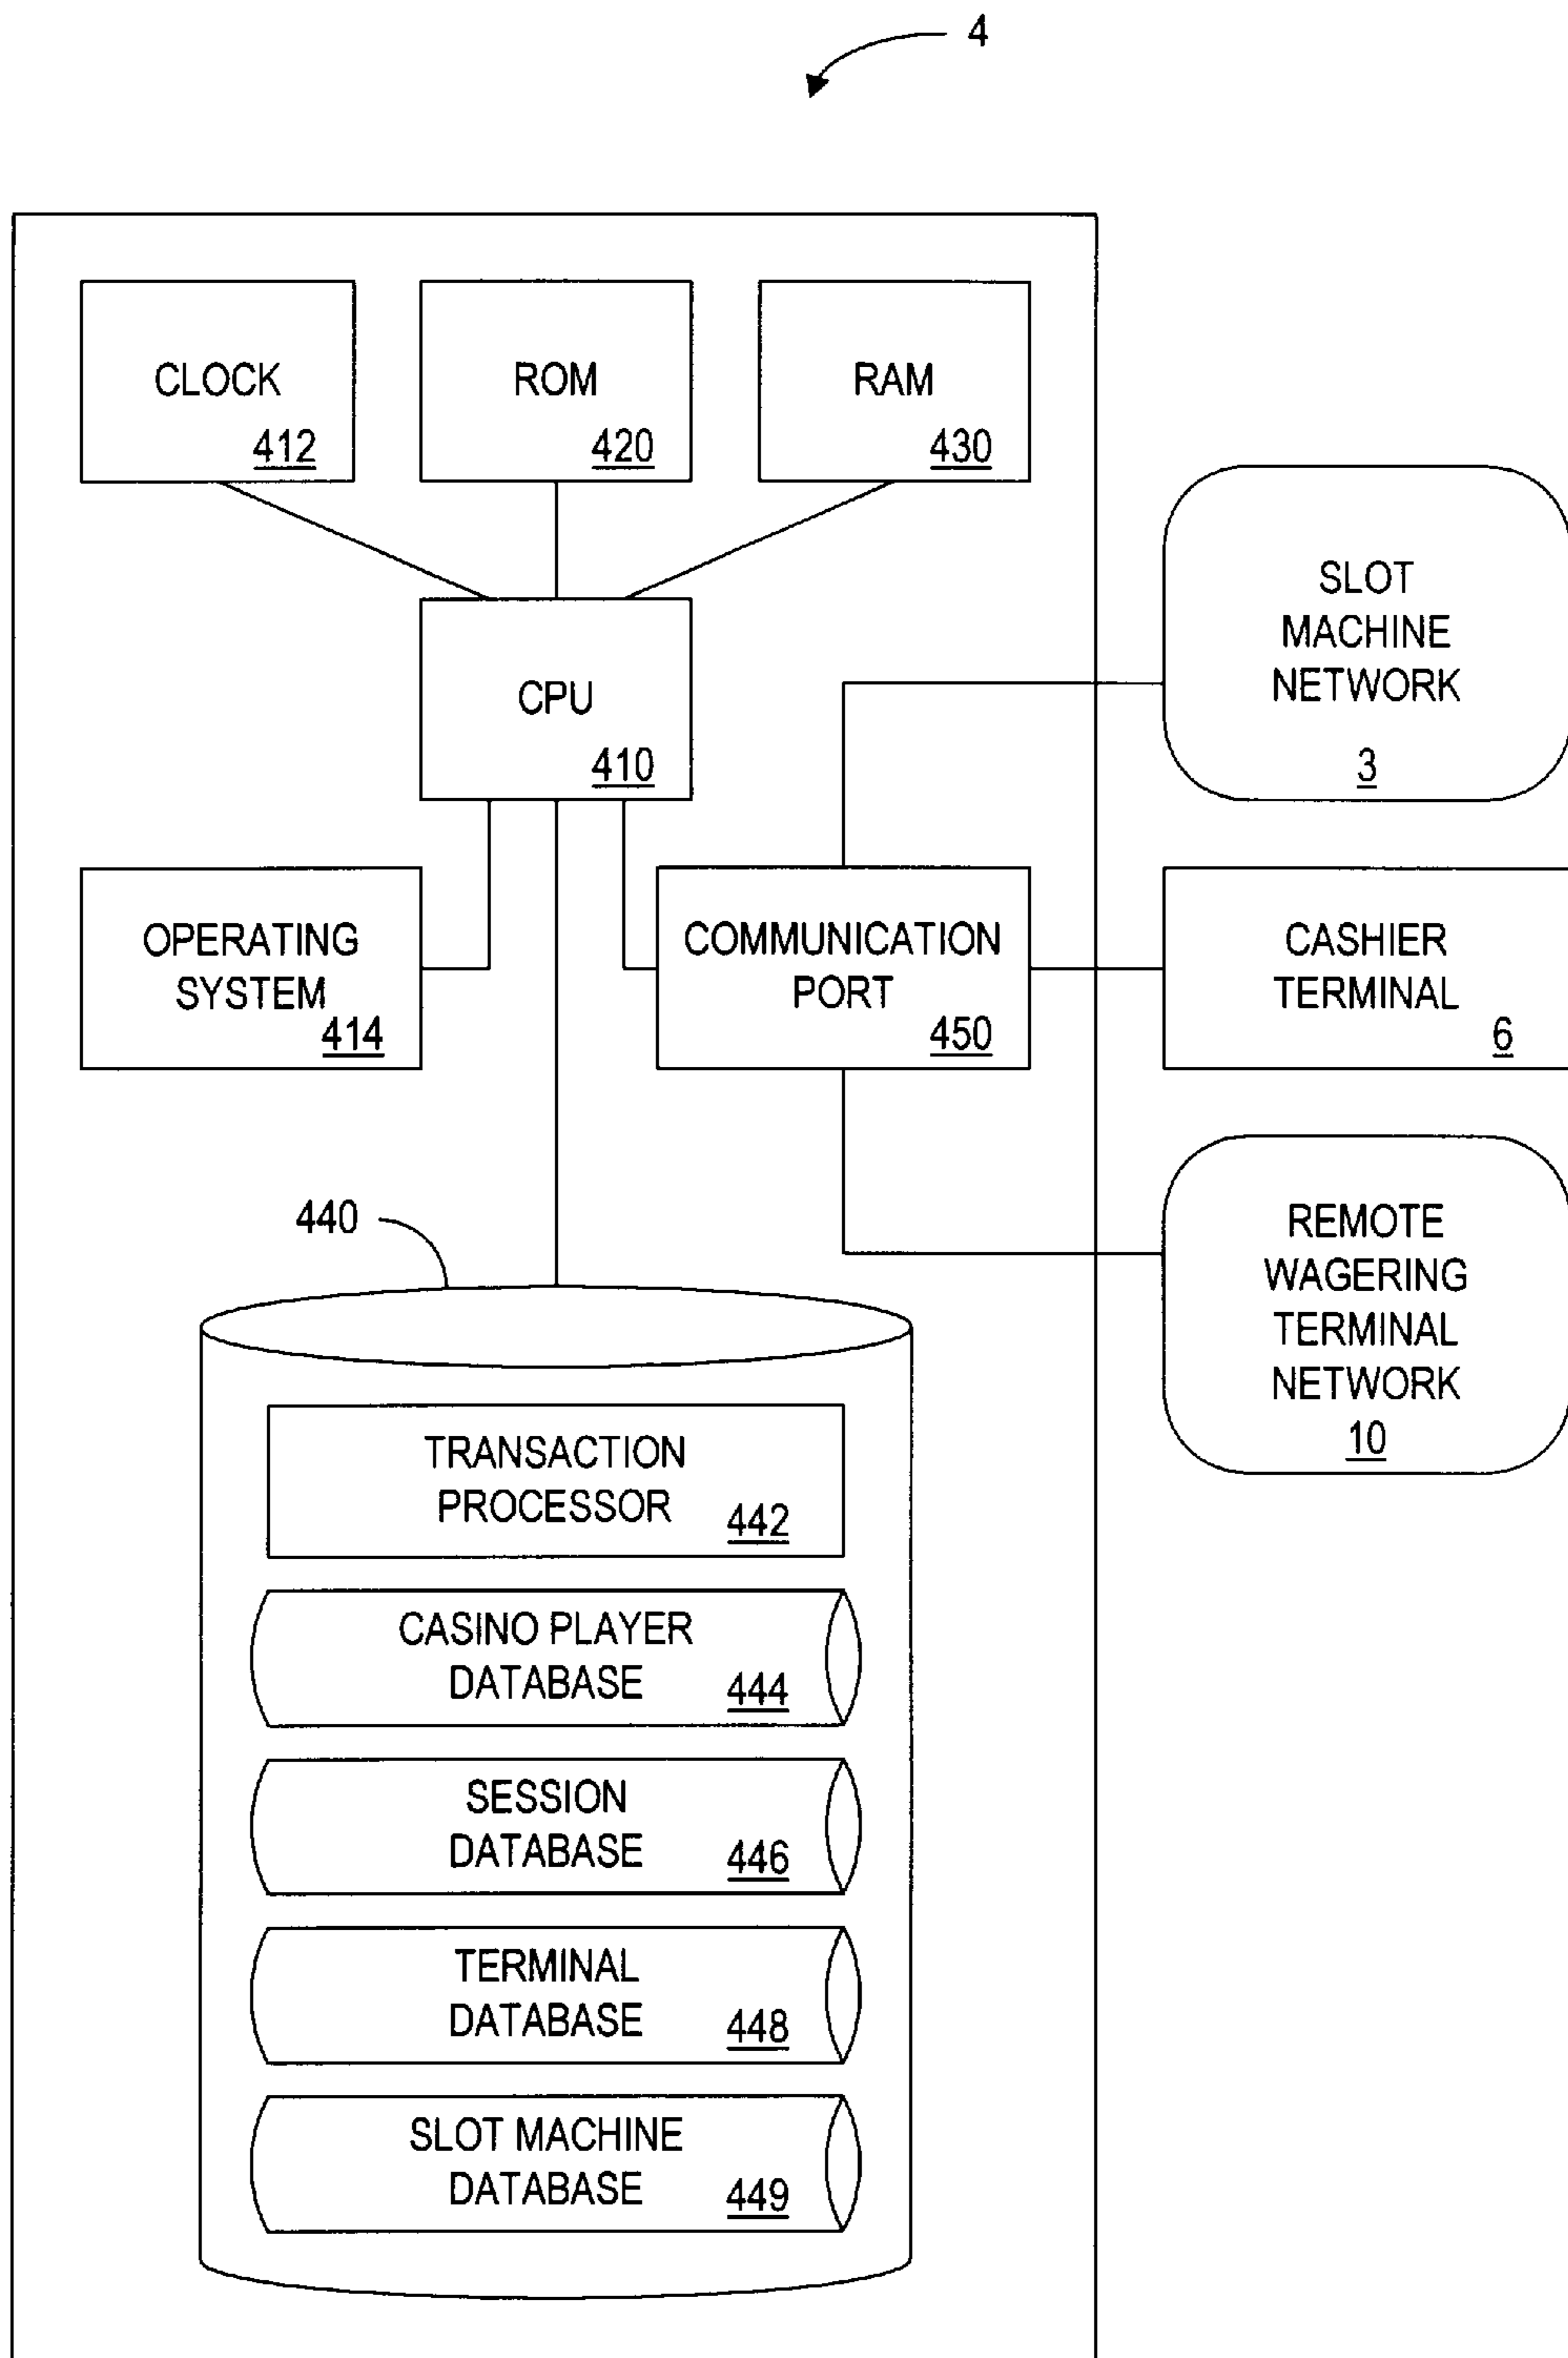 4
CLOCK
412
ROM
420
RAM
430
CPU
410
SLOT
MACHINE
NETWORK
3
OPERATING
SYSTEM
414
COMMUNICATION
PORT
450
CASHIER
TERMINAL
6
REMOTE
WAGERING
TERMINAL
NETWORK
10
440
TRANSACTION
PROCESSOR
442
CASINO PLAYER
DATABASE
444
SESSION
DATABASE
446
TERMINAL
DATABASE
448
SLOT MACHINE
DATABASE
449